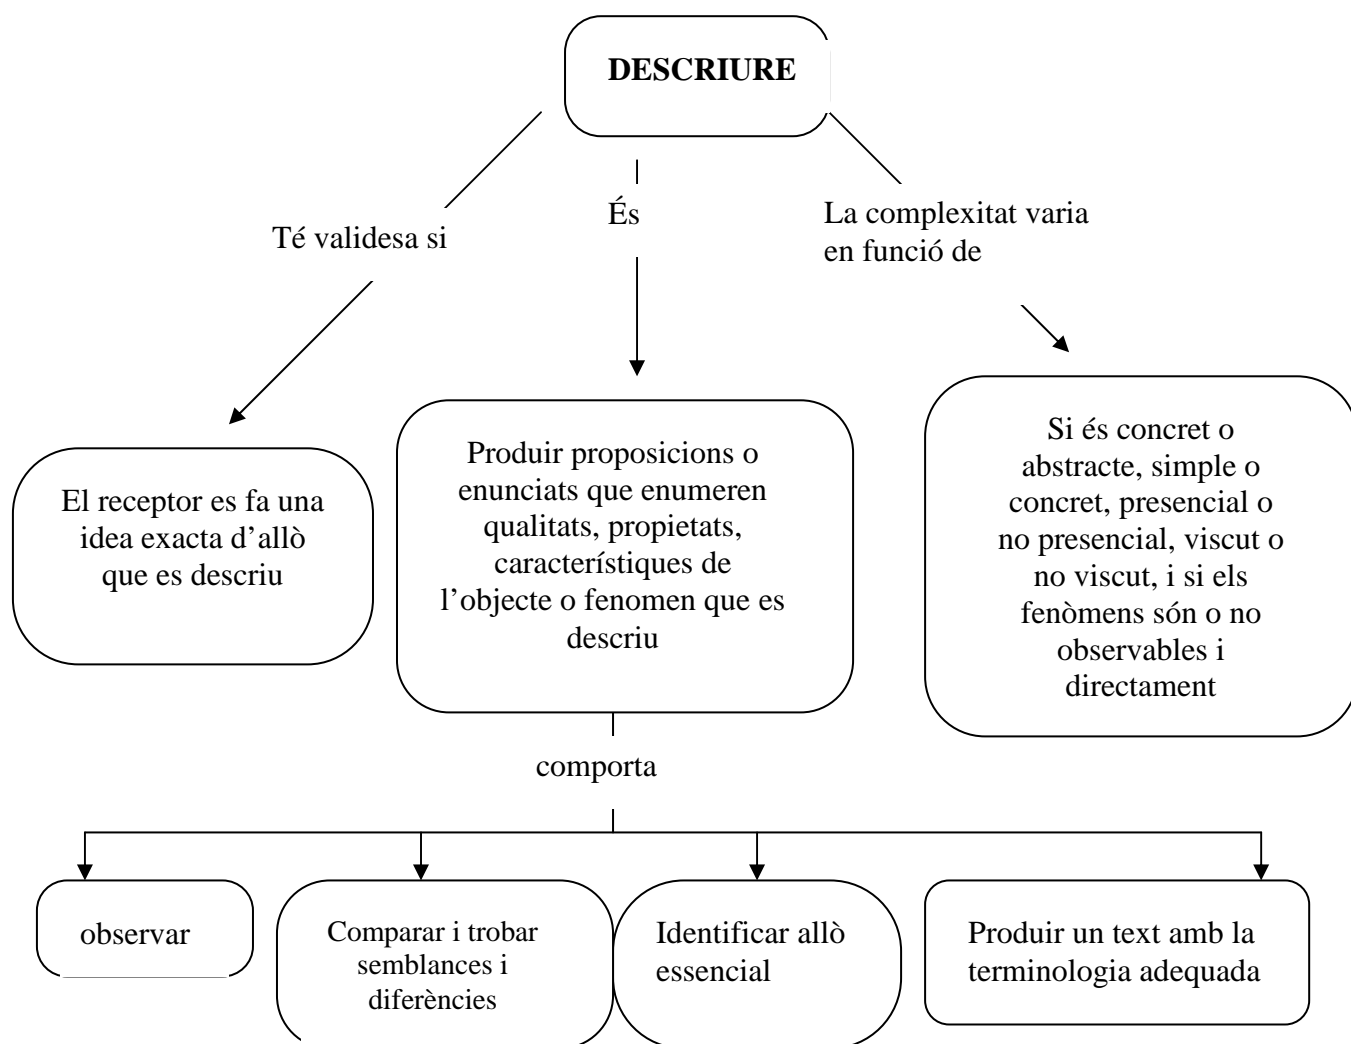 DESCRIURE
Té validesa si
És
La complexitat varia
en funció de
El receptor es fa una
idea exacta d’allò
que es descriu
Produir proposicions o
enunciats que enumeren
qualitats, propietats,
característiques de
l’objecte o fenomen que es
descriu
Si és concret o
abstracte, simple o
concret, presencial o
no presencial, viscut o
no viscut, i si els
fenòmens són o no
observables i
directament
comporta
observar
Comparar i trobar
semblances i
diferències
Identificar allò
essencial
Produir un text amb la
terminologia adequada